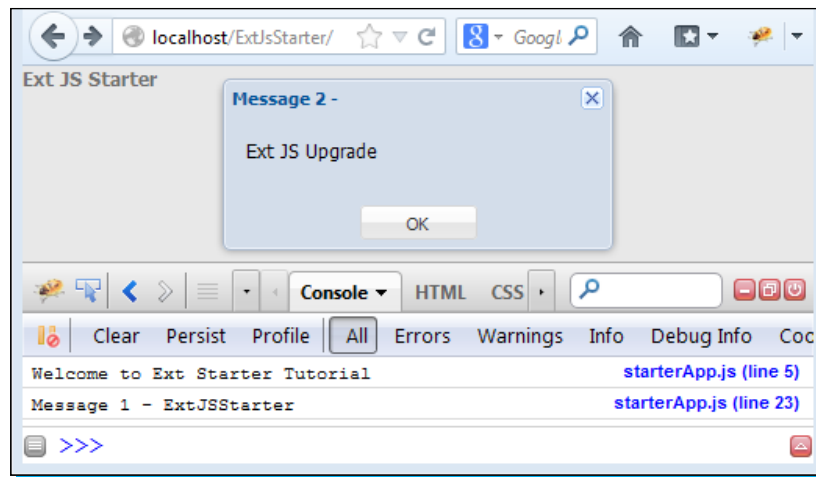 localhost/ExtJsStarter/ 8 Googl
Ext JS Starter
Message 2 -
Ext JS Upgrade
OK
Console HTML CSS
Clear Persist Profile All Errors Warnings Info Debug Info Coo
Welcome to Ext Starter Tutorial starterApp.js (line 5)
Message 1 - ExtJSStarter starterApp.js (line 23)
>>>